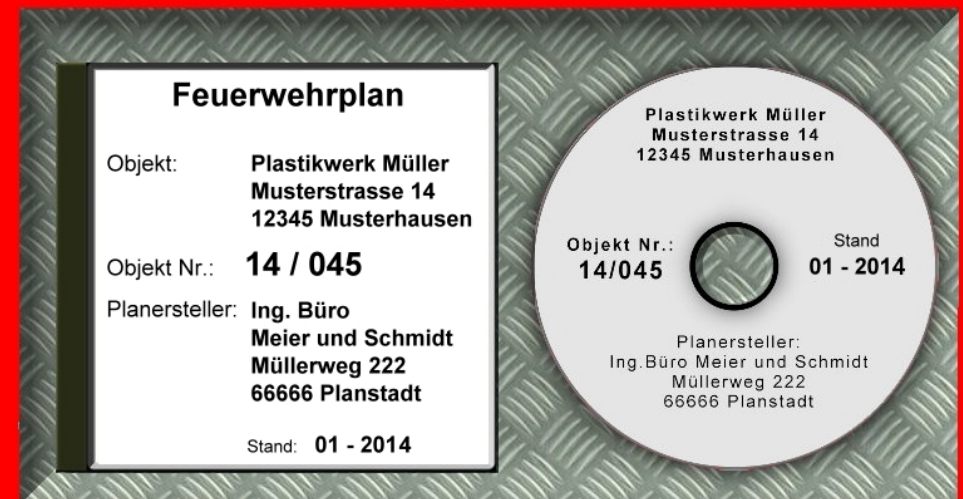 Feuerwehrplan
Objekt: Plastikwerk Müller
Musterstrasse 14
12345 Musterhausen
Objekt Nr.: 14 / 045
Planersteller: Ing. Büro
Meier und Schmidt
Müllerweg 222
66666 Planstadt
Stand: 01 - 2014
Plastikwerk Müller
Musterstrasse 14
12345 Musterhausen
Objekt Nr.:
14/045
Stand
01 - 2014
Planersteller:
Ing.Büro Meier und Schmidt
Müllerweg 222
66666 Planstadt